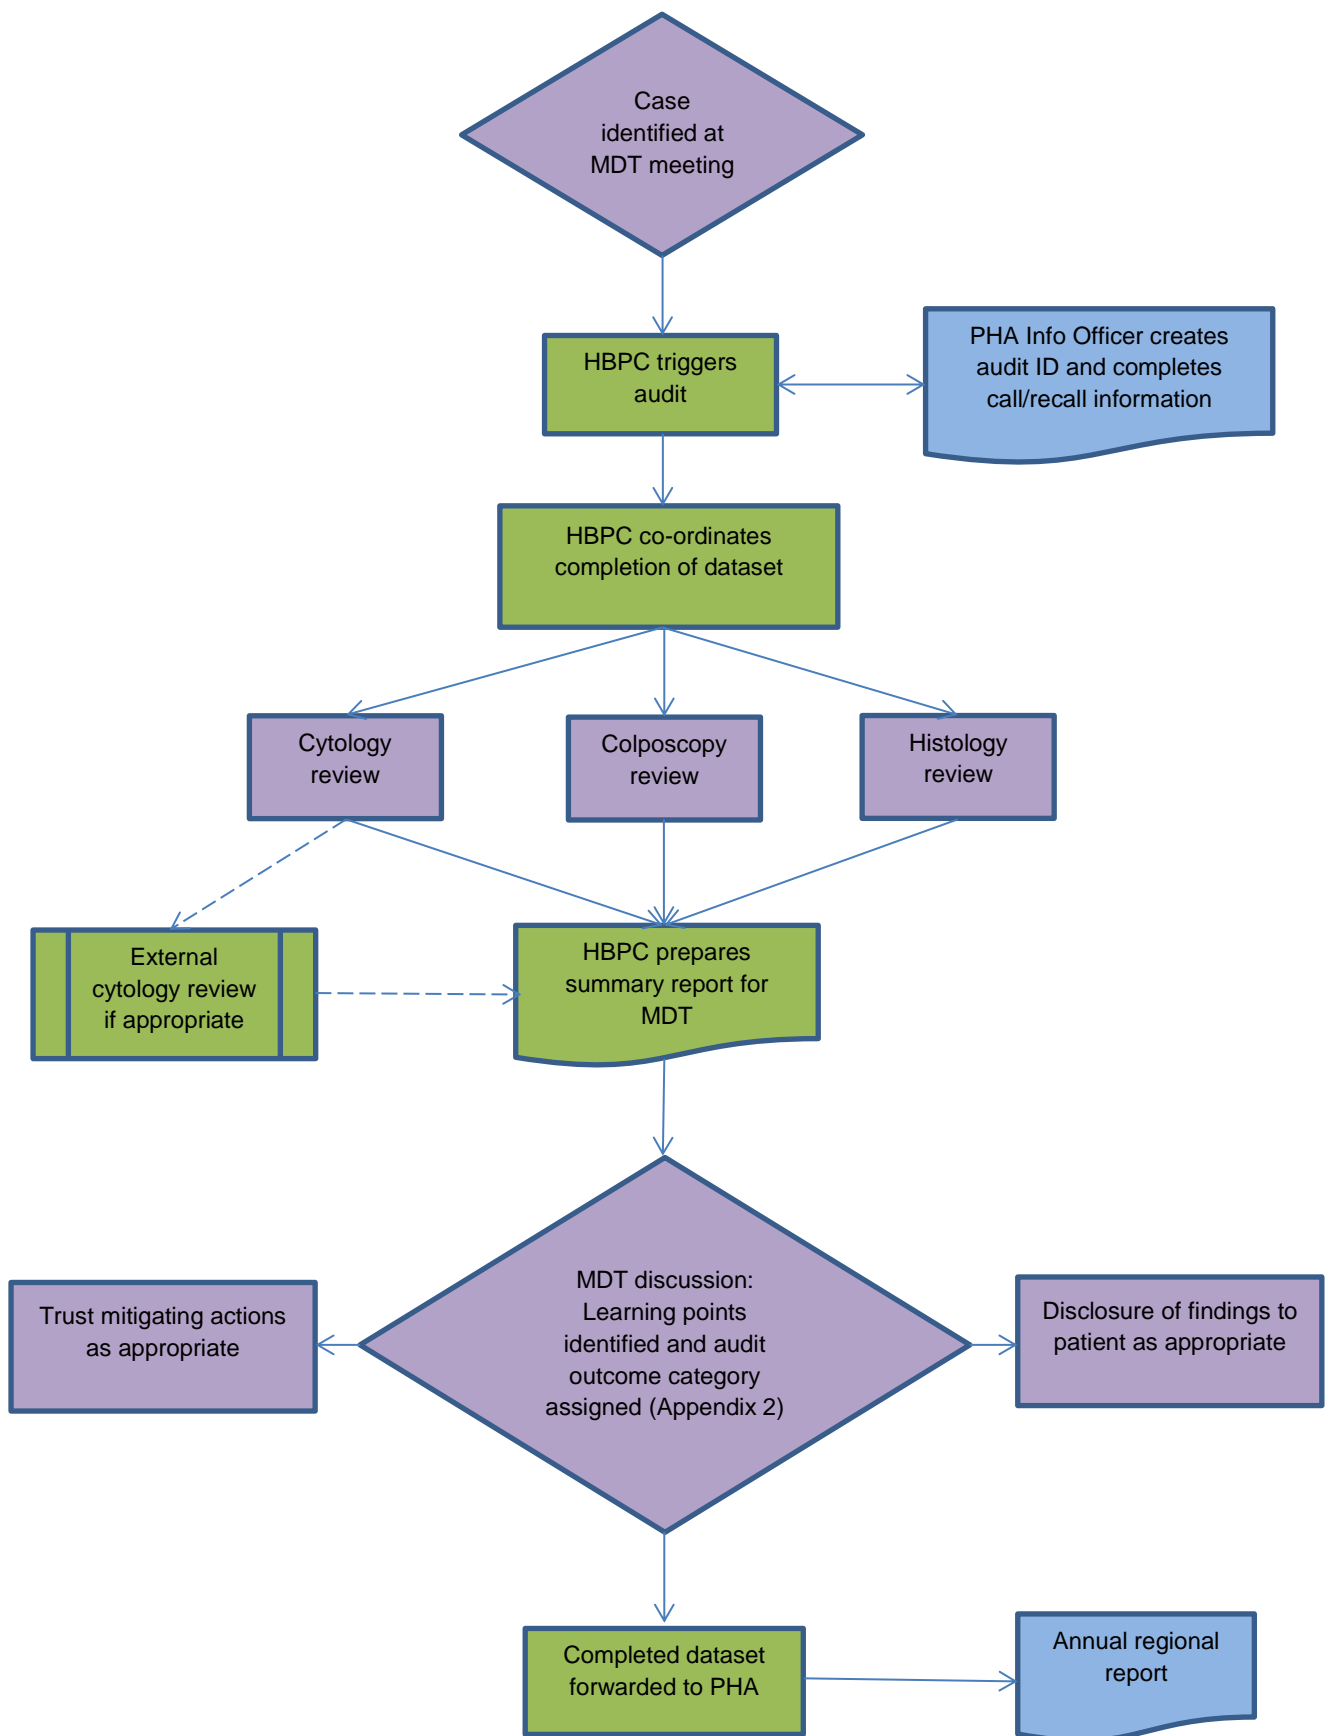 Case
identified at
MDT meeting
HBPC triggers
audit
PHA Info Officer creates
audit ID and completes
call/recall information
HBPC co-ordinates
completion of dataset
Cytology
review
Colposcopy
review
Histology
review
External
cytology review
if appropriate
HBPC prepares
summary report for
MDT
Trust mitigating actions
as appropriate
MDT discussion:
Learning points
identified and audit
outcome category
assigned (Appendix 2)
Disclosure of findings to
patient as appropriate
Completed dataset
forwarded to PHA
Annual regional
report